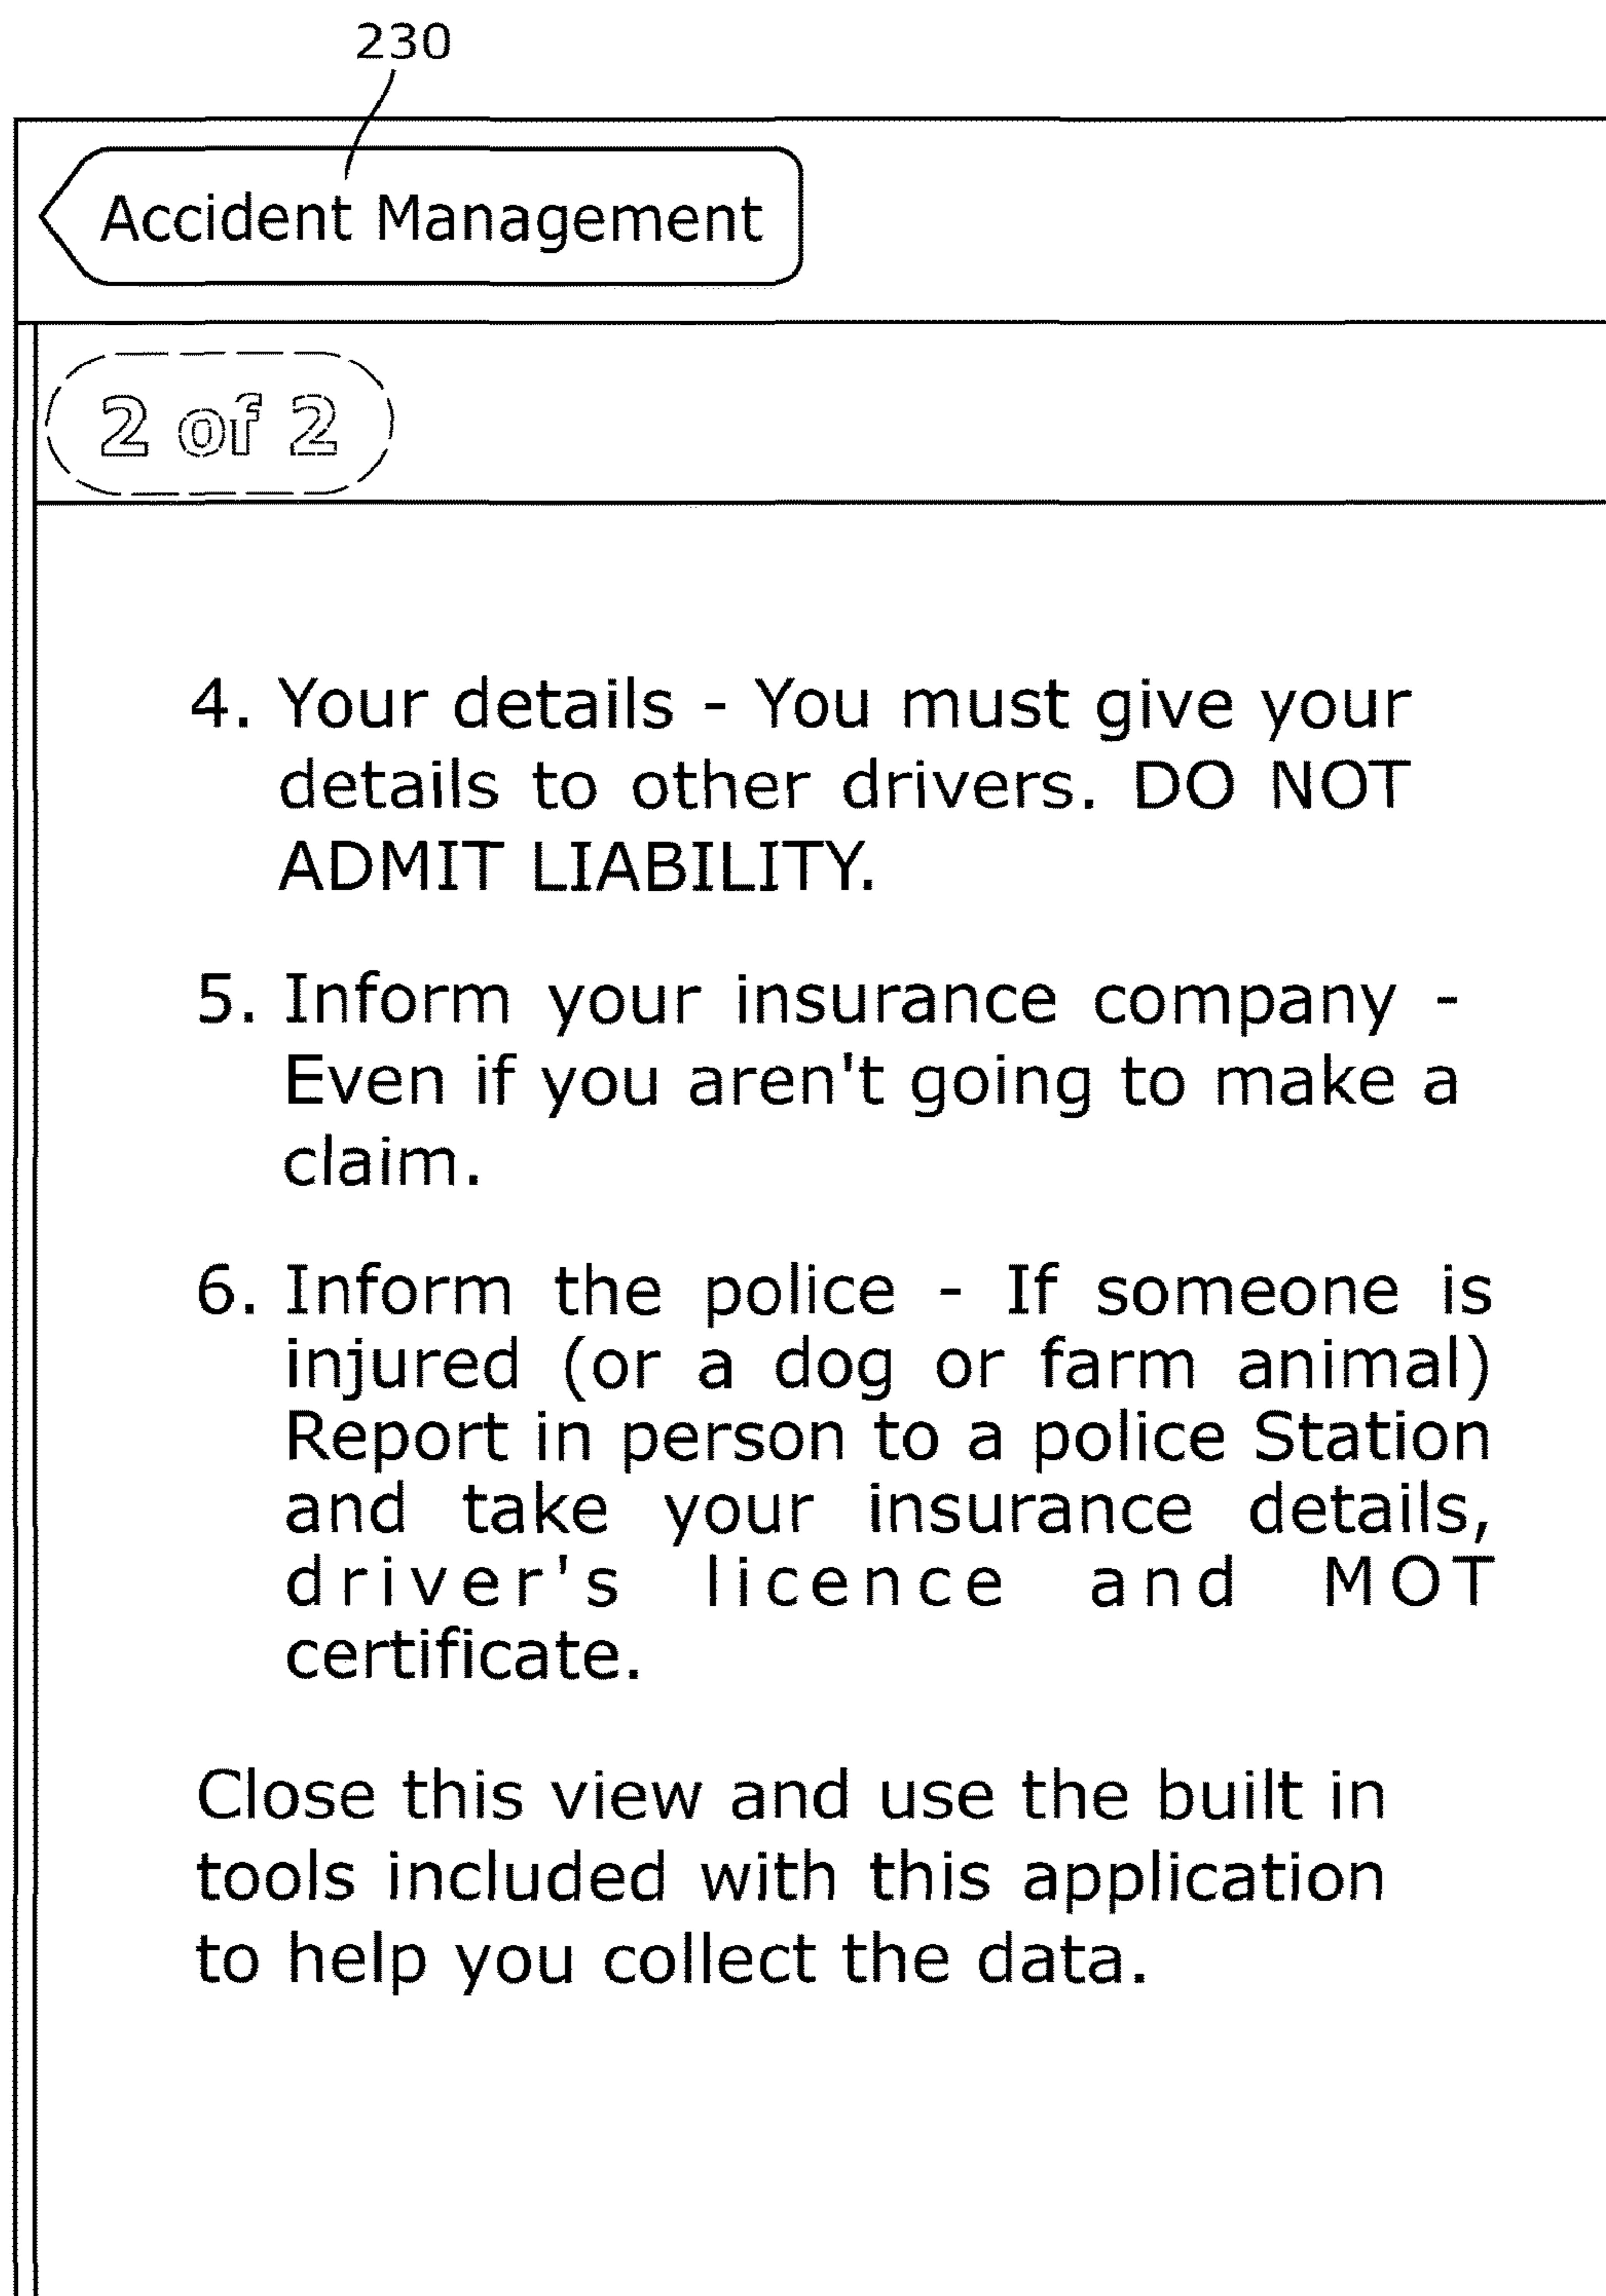 230
Accident Management
2 of 2
4. Your details - You must give your
details to other drivers. DO NOT
ADMIT LIABILITY.
5. Inform your insurance company -
Even if you aren't going to make a
claim.
6. Inform the police - If someone is
injured (or a dog or farm animal)
Report in person to a police Station
and take your insurance details,
driver's licence and MOT
certificate.
Close this view and use the built in
tools included with this application
to help you collect the data.